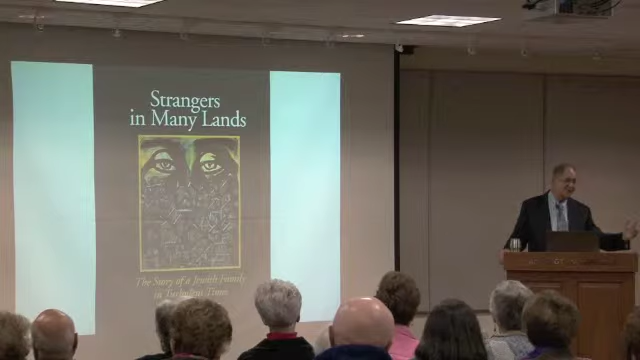 Strangers
in Many Lands
The Story of a Jewish Family
in Turbulent Times